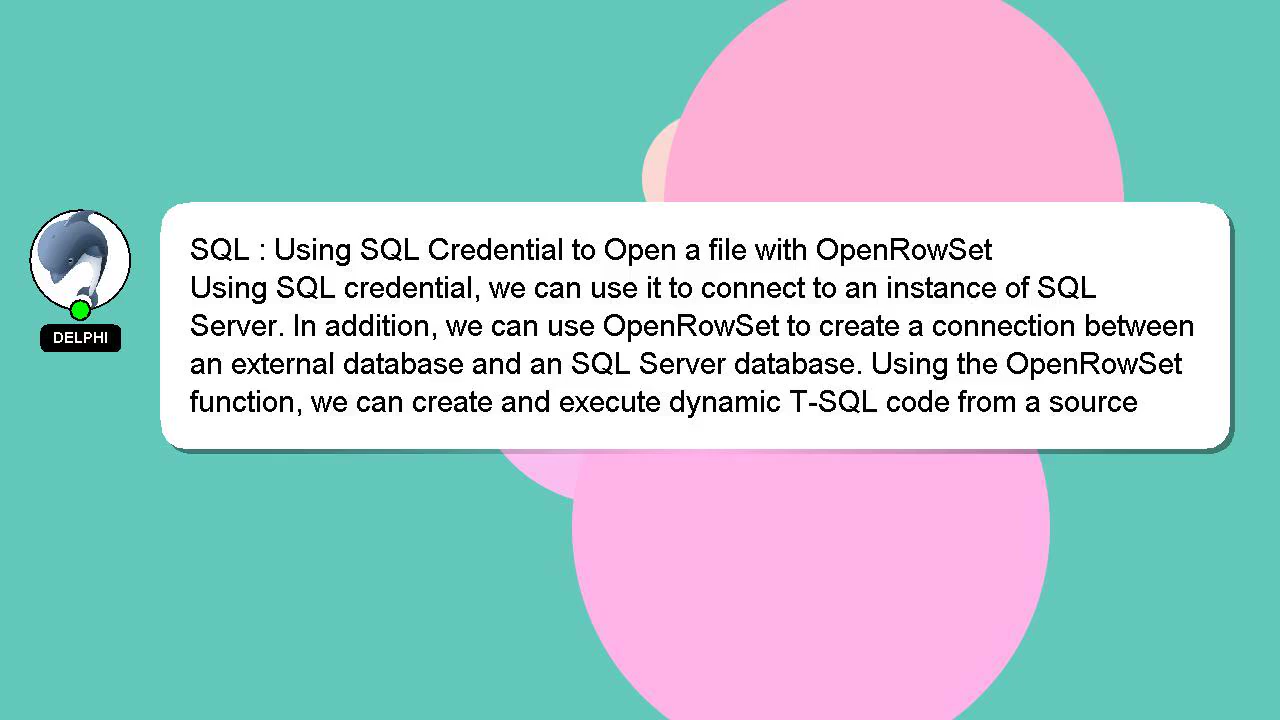 SQL : Using SQL Credential to Open a file with OpenRowSet
Using SQL credential, we can use it to connect to an instance of SQL
Server. In addition, we can use OpenRowSet to create a connection between
an external database and an SQL Server database. Using the OpenRowSet
function, we can create and execute dynamic T-SQL code from a source
DELPHI